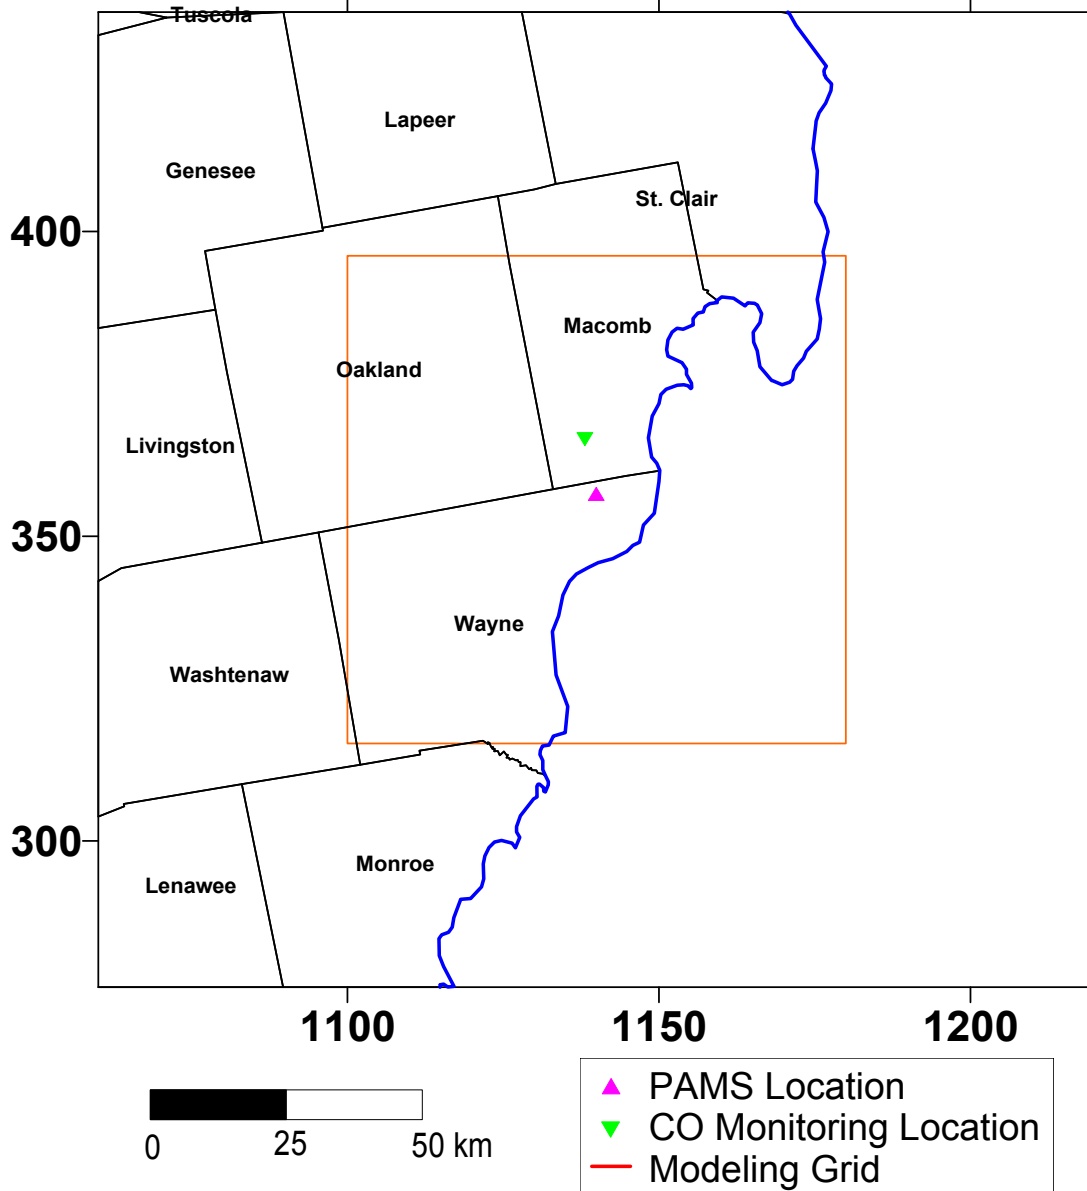 Tuscola
Lapeer
Genesee
St. Clair
400
Macomb
Oakland
Livingston
350
Wayne
Washtenaw
300
Monroe
Lenawee
1100 1150 1200
0 25 50 km
PAMS Location
CO Monitoring Location
Modeling Grid